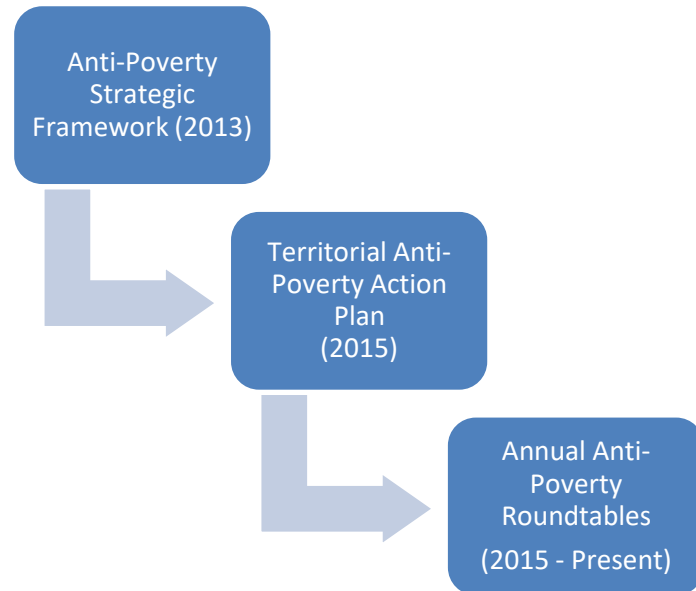 Anti-Poverty
Strategic
Framework (2013)
Territorial Anti-
Poverty Action
Plan
(2015)
Annual Anti-
Poverty
Roundtables
(2015 - Present)